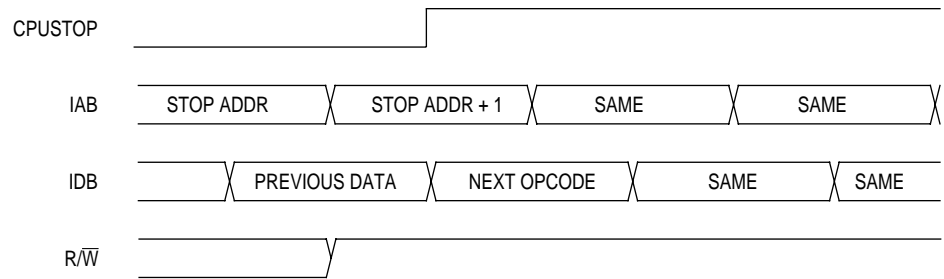 CPUSTOP
IAB STOP ADDR STOP ADDR + 1 SAME SAME
IDB PREVIOUS DATA NEXT OPCODE SAME SAME
R/W̅